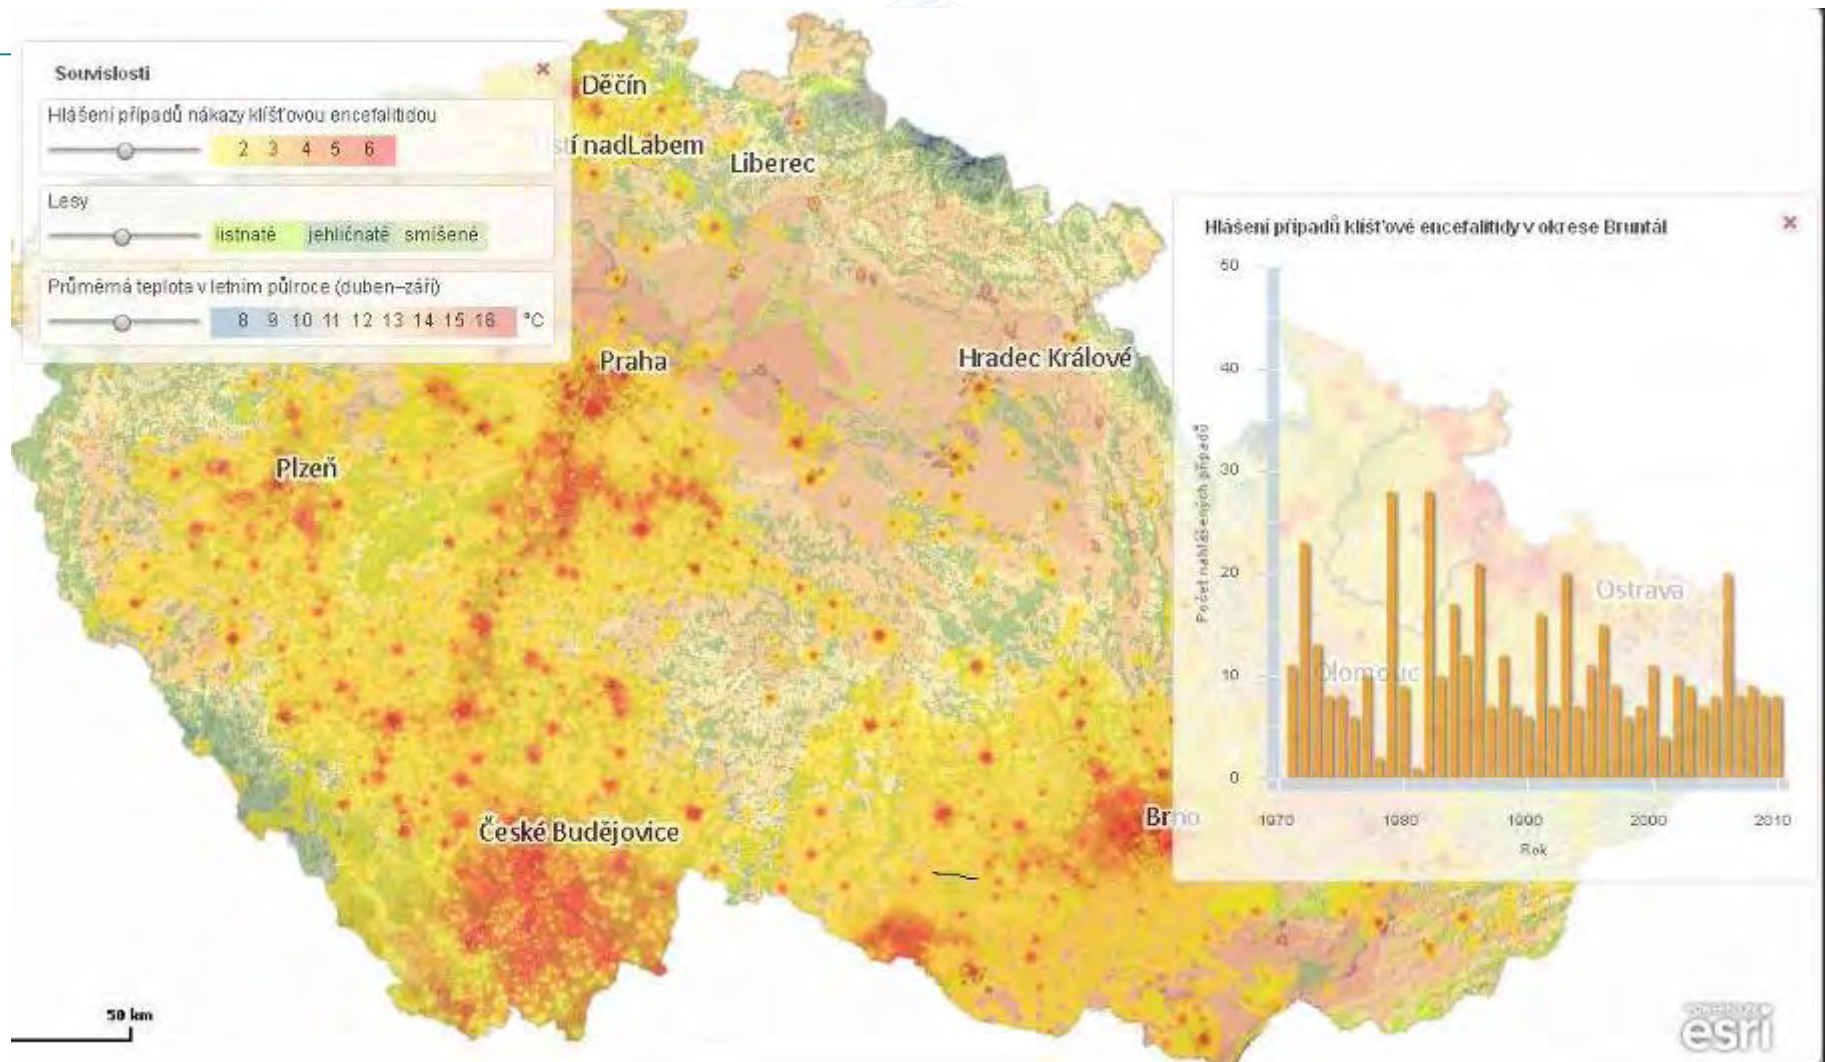 Souvislosti
Hlášení případů nákazy klíšťovou encefalitidou
2 3 4 5 6
Lesy
listnaté jehličnaté smíšené
Průměrná teplota v letním půlroce (duben–září)
8 9 10 11 12 13 14 15 16 °C
Děčín
stí nadLabem
Liberec
Praha
Hradec Králové
Plzeň
České Budějovice
Brno
50 km
Hlášení případů klíšťové encefalitidy v okrese Bruntál
50
40
30
20
10
0
Počet nahlášených případů
Ostrava
Olomouc
1970 1980 1990 2000 2010
Rok
esri